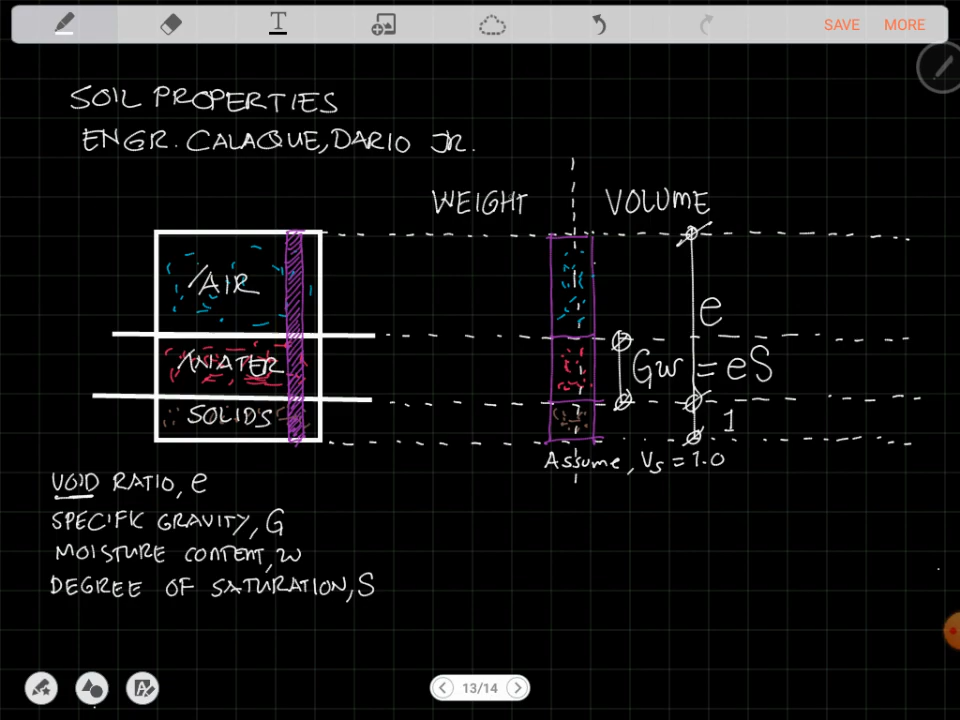 T
SAVE MORE
SOIL PROPERTIES
ENGR. CALAQUE, DARIO JR.
WEIGHT VOLUME
AIR
e
WATER
Gw = eS
SOLIDS
1
Assume, Vs = 1.0
VOID RATIO, e
SPECIFIC GRAVITY, G
MOISTURE CONTENT, w
DEGREE OF SATURATION, S
13/14